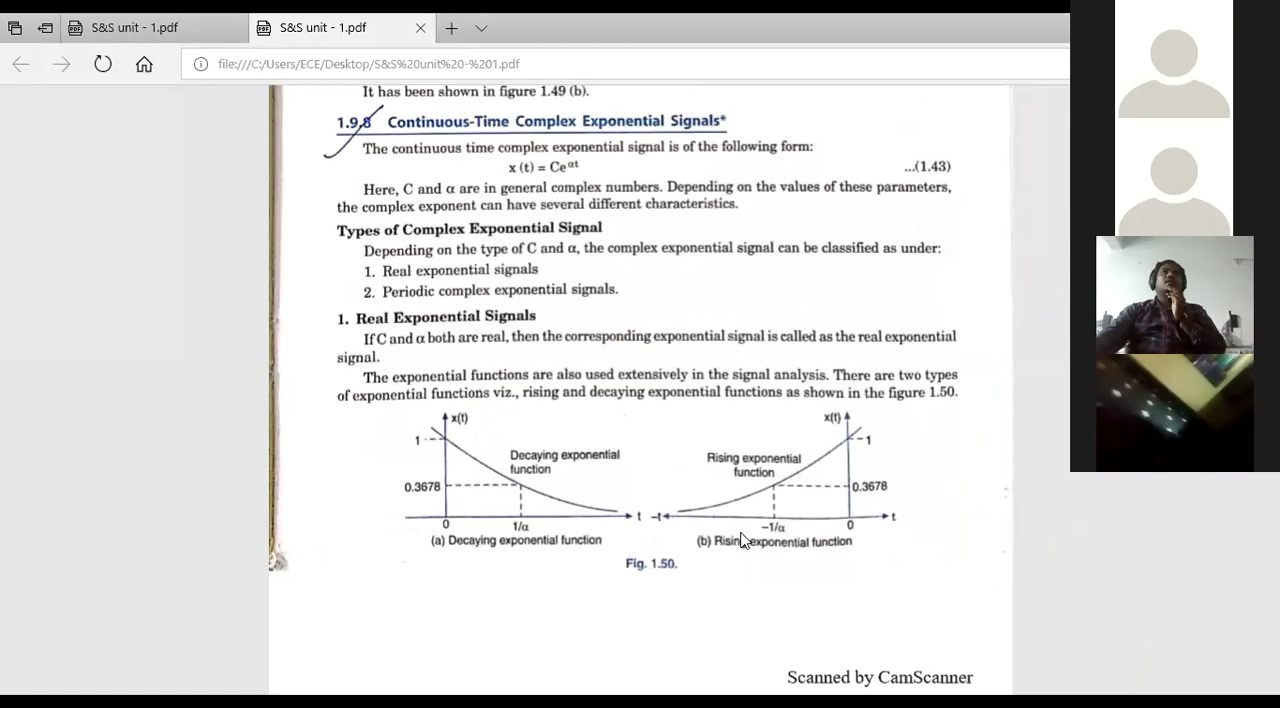 S&S unit - 1.pdf
S&S unit - 1.pdf
file:///C:/Users/ECE/Desktop/S&S%20unit%20-%201.pdf
It has been shown in figure 1.49 (b).
1.9.8 Continuous-Time Complex Exponential Signals*
The continuous time complex exponential signal is of the following form:
x (t) = Ce^αt ...(1.43)
Here, C and α are in general complex numbers. Depending on the values of these parameters,
the complex exponent can have several different characteristics.
Types of Complex Exponential Signal
Depending on the type of C and α, the complex exponential signal can be classified as under:
1. Real exponential signals
2. Periodic complex exponential signals.
1. Real Exponential Signals
If C and α both are real, then the corresponding exponential signal is called as the real exponential
signal.
The exponential functions are also used extensively in the signal analysis. There are two types
of exponential functions viz., rising and decaying exponential functions as shown in the figure 1.50.
x(t)
1
Decaying exponential
function
0.3678
0
1/α
t
(a) Decaying exponential function
x(t)
1
Rising exponential
function
0.3678
–t
–1/α
0
t
(b) Rising exponential function
Fig. 1.50.
Scanned by CamScanner